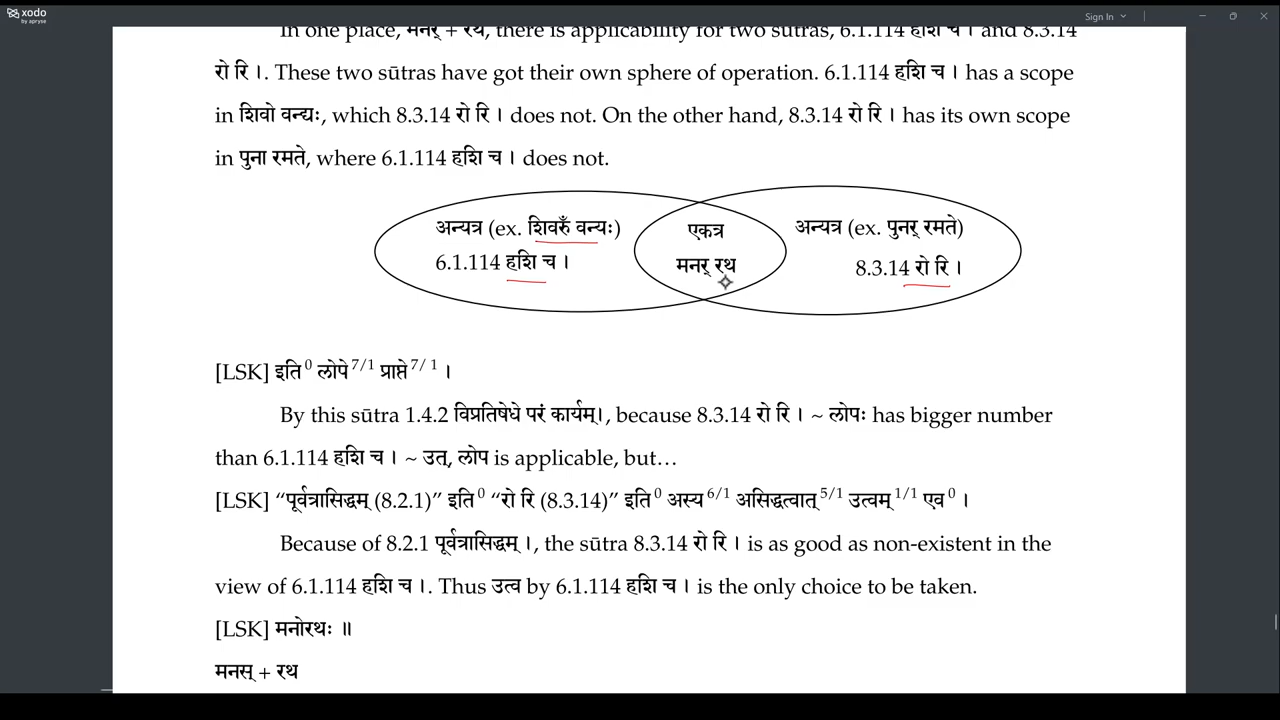 xodo
by apryse
Sign In
In one place, मनर् + रथ, there is applicability for two sūtras, 6.1.114 हशि च । and 8.3.14
रो रि ।. These two sūtras have got their own sphere of operation. 6.1.114 हशि च । has a scope
in शिवो वन्द्यः, which 8.3.14 रो रि । does not. On the other hand, 8.3.14 रो रि । has its own scope
in पुना रमते, where 6.1.114 हशि च । does not.
अन्यत्र (ex. शिवरुँ वन्यः)
6.1.114 हशि च ।
एकत्र
मनर् रथ
अन्यत्र (ex. पुनर् रमते)
8.3.14 रो रि ।
[LSK] इति 0 लोपे 7/1 प्राप्ते 7/ 1 ।
By this sūtra 1.4.2 विप्रतिषेधे परं कार्यम्।, because 8.3.14 रो रि । ~ लोपः has bigger number
than 6.1.114 हशि च । ~ उत्, लोप is applicable, but…
[LSK] “पूर्वत्रासिद्धम् (8.2.1)” इति 0 “रो रि (8.3.14)” इति 0 अस्य 6/1 असिद्धत्वात् 5/1 उत्वम् 1/1 एव 0 ।
Because of 8.2.1 पूर्वत्रासिद्धम् ।, the sūtra 8.3.14 रो रि । is as good as non-existent in the
view of 6.1.114 हशि च ।. Thus उत्व by 6.1.114 हशि च । is the only choice to be taken.
[LSK] मनोरथः ॥
मनस् + रथ